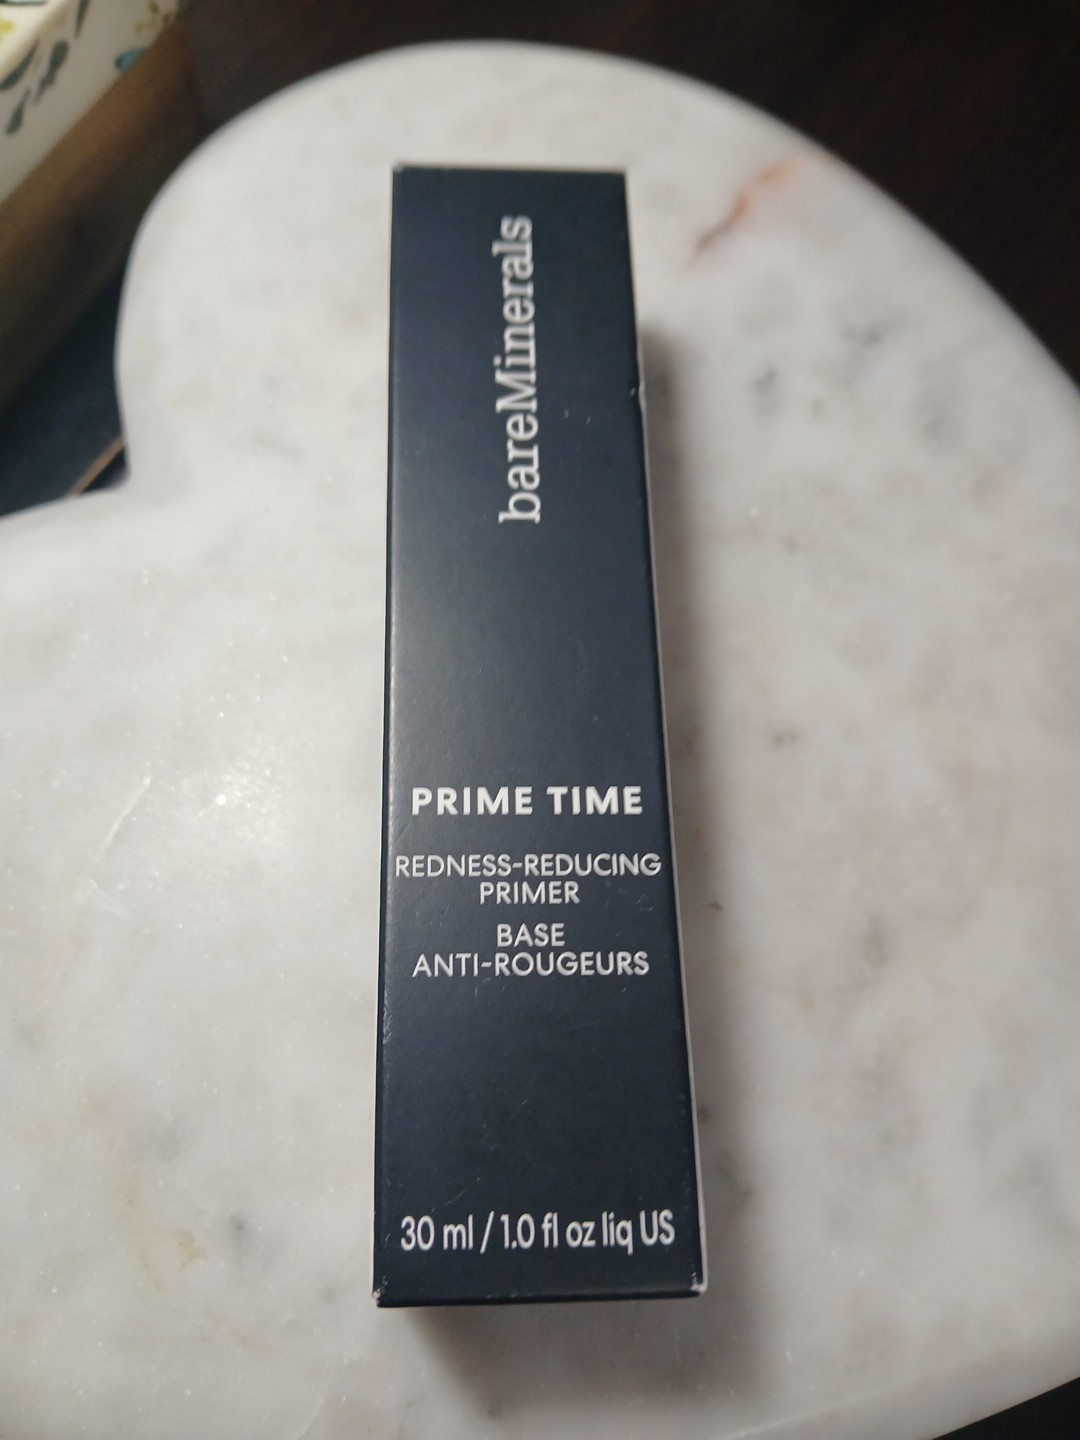 bareMinerals
PRIME TIME
REDNESS-REDUCING
PRIMER
BASE
ANTI-ROUGEURS
30 ml / 1.0 fl oz liq US